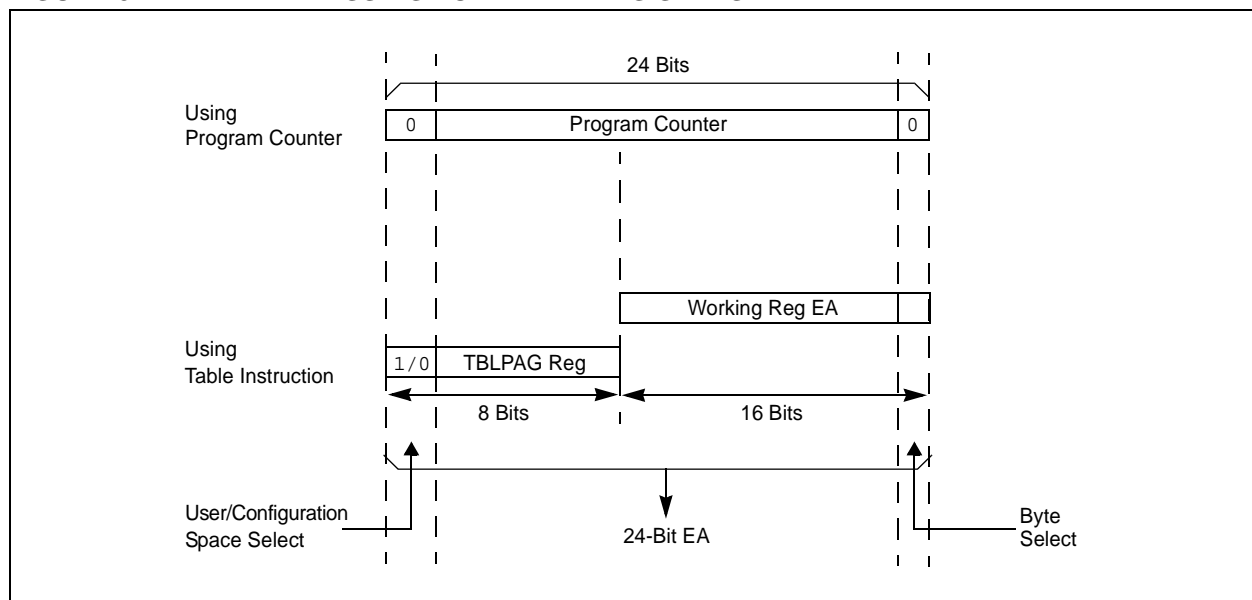 24 Bits
Using
Program Counter
0
Program Counter
0
Working Reg EA
Using
Table Instruction
1/0
TBLPAG Reg
8 Bits
16 Bits
User/Configuration
Space Select
24-Bit EA
Byte
Select